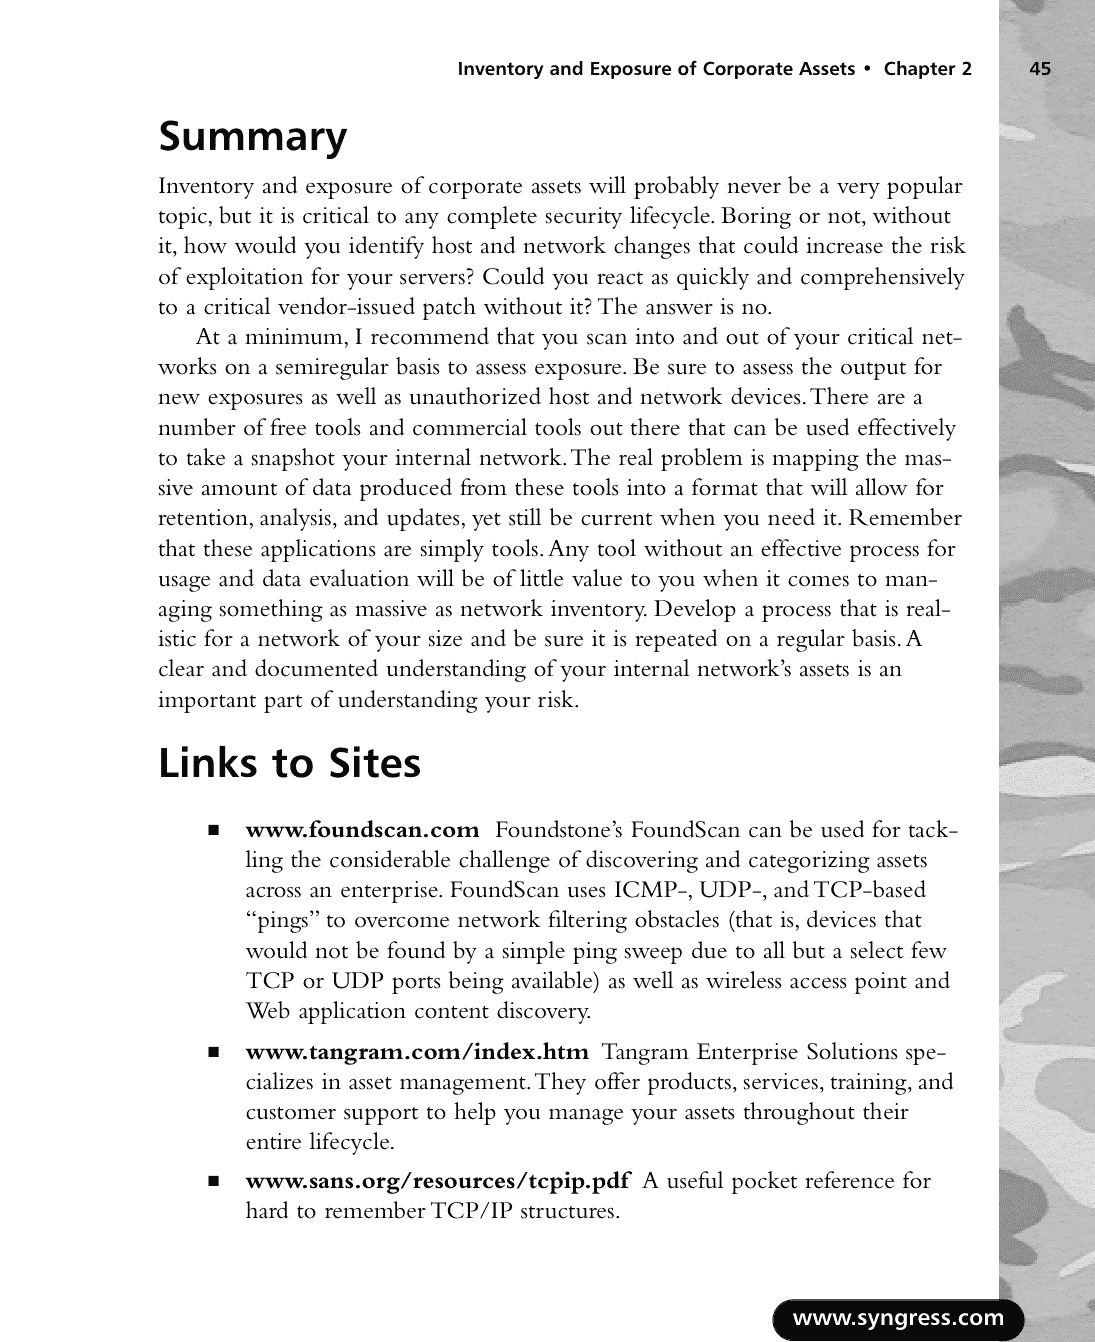 Inventory and Exposure of Corporate Assets • Chapter 2 45
Summary
Inventory and exposure of corporate assets will probably never be a very popular
topic, but it is critical to any complete security lifecycle. Boring or not, without
it, how would you identify host and network changes that could increase the risk
of exploitation for your servers? Could you react as quickly and comprehensively
to a critical vendor-issued patch without it? The answer is no.
At a minimum, I recommend that you scan into and out of your critical net-
works on a semiregular basis to assess exposure. Be sure to assess the output for
new exposures as well as unauthorized host and network devices. There are a
number of free tools and commercial tools out there that can be used effectively
to take a snapshot your internal network. The real problem is mapping the mas-
sive amount of data produced from these tools into a format that will allow for
retention, analysis, and updates, yet still be current when you need it. Remember
that these applications are simply tools. Any tool without an effective process for
usage and data evaluation will be of little value to you when it comes to man-
aging something as massive as network inventory. Develop a process that is real-
istic for a network of your size and be sure it is repeated on a regular basis. A
clear and documented understanding of your internal network’s assets is an
important part of understanding your risk.
Links to Sites
■ www.foundscan.com Foundstone’s FoundScan can be used for tack-
ling the considerable challenge of discovering and categorizing assets
across an enterprise. FoundScan uses ICMP-, UDP-, and TCP-based
“pings” to overcome network filtering obstacles (that is, devices that
would not be found by a simple ping sweep due to all but a select few
TCP or UDP ports being available) as well as wireless access point and
Web application content discovery.
■ www.tangram.com/index.htm Tangram Enterprise Solutions spe-
cializes in asset management. They offer products, services, training, and
customer support to help you manage your assets throughout their
entire lifecycle.
■ www.sans.org/resources/tcpip.pdf A useful pocket reference for
hard to remember TCP/IP structures.
www.syngress.com